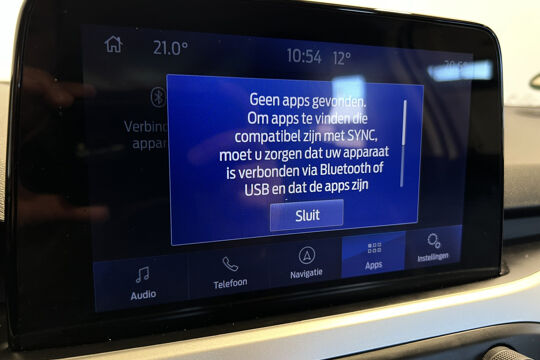 21.0°
10:54
12°
Verbind
appar
Geen apps gevonden.
Om apps te vinden die
compatibel zijn met SYNC,
moet u zorgen dat uw apparaat
is verbonden via Bluetooth of
USB en dat de apps zijn
Sluit
Audio
Telefoon
Navigatie
Apps
Instellingen